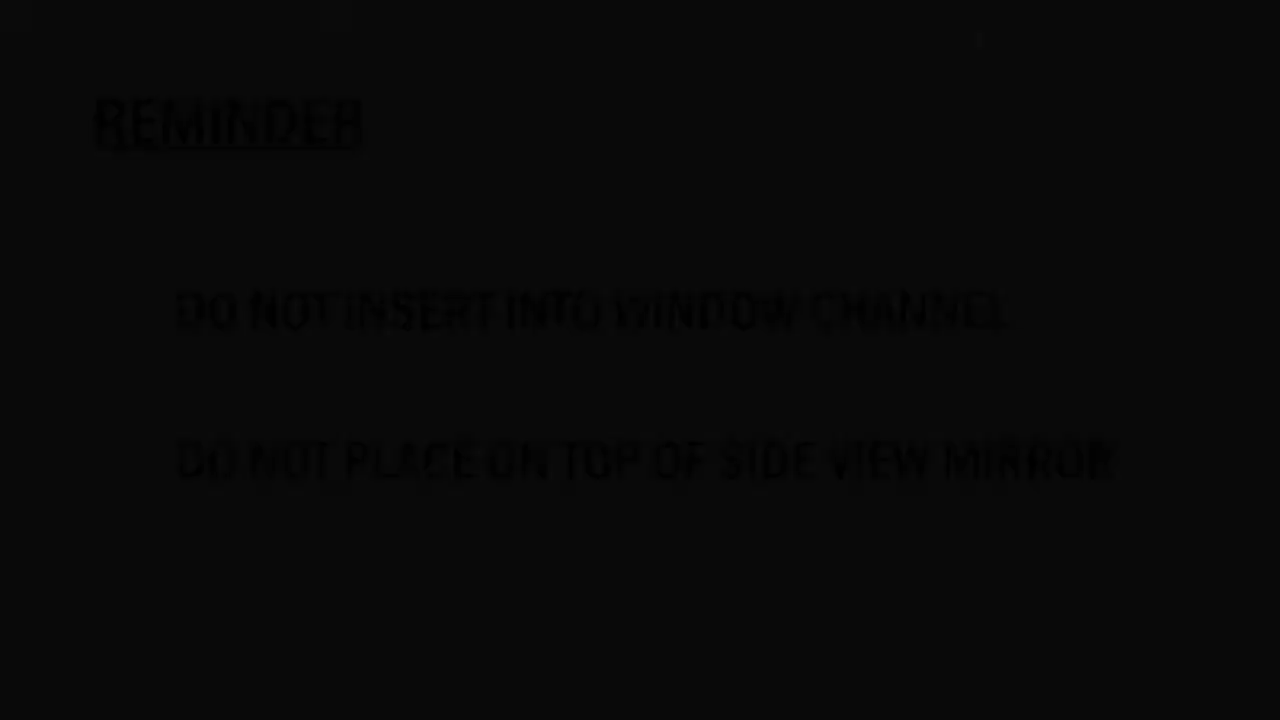 REMINDER
DO NOT INSERT INTO WINDOW CHANNEL
DO NOT PLACE ON TOP OF SIDE VIEW MIRROR